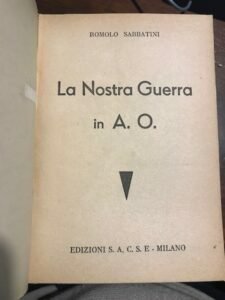 ROMOLO SABBATINI
La Nostra Guerra
in A. O.
EDIZIONI S. A. C. S. E - MILANO